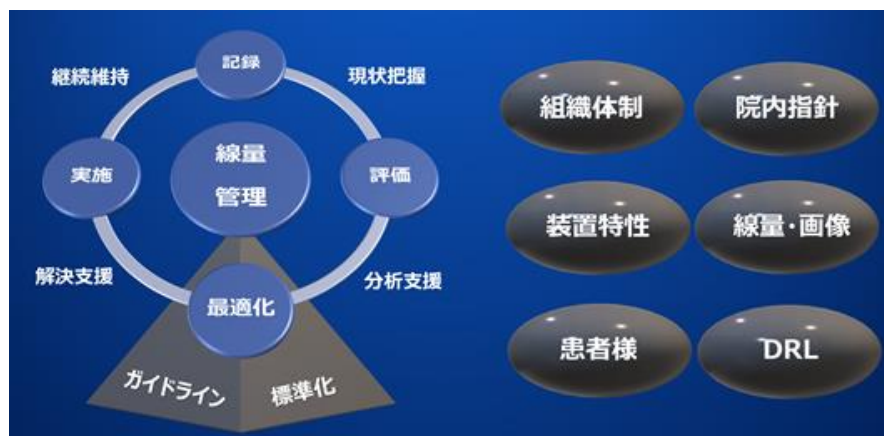 記録
継続維持
現状把握
線量
管理
実施
評価
解決支援
分析支援
最適化
ガイドライン
標準化
組織体制
院内指針
装置特性
線量・画像
患者様
DRL